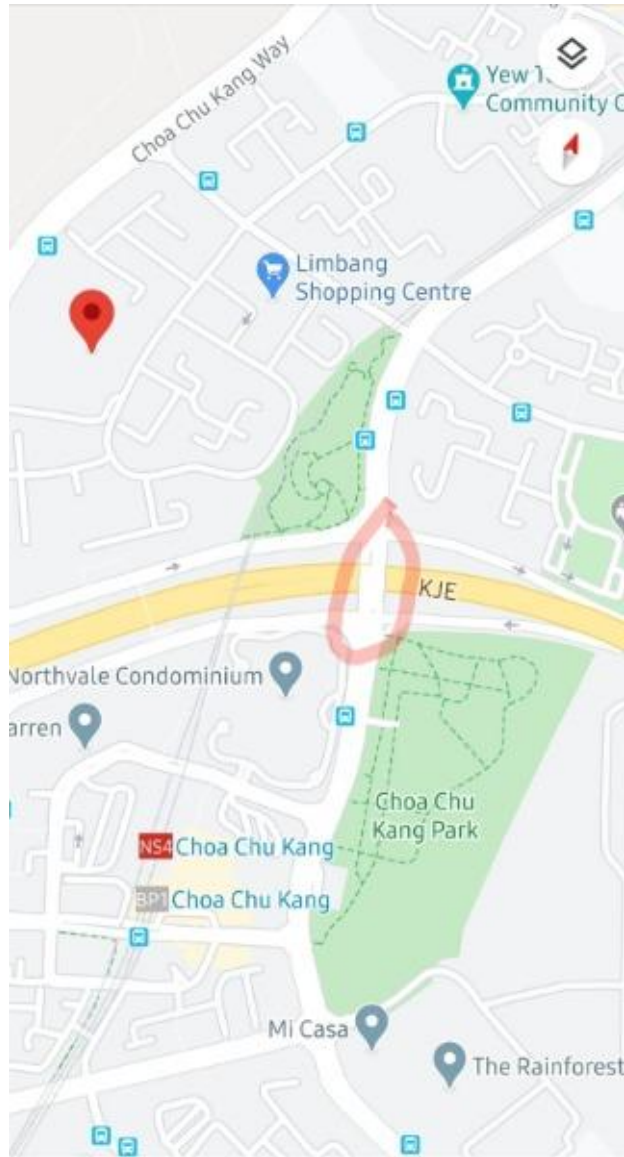 Choa Chu Kang Way
Yew
Community C
Limbang
Shopping Centre
KJE
Northvale Condominium
arren
Choa Chu
Kang Park
NS4 Choa Chu Kang
BP1 Choa Chu Kang
Mi Casa
The Rainforest